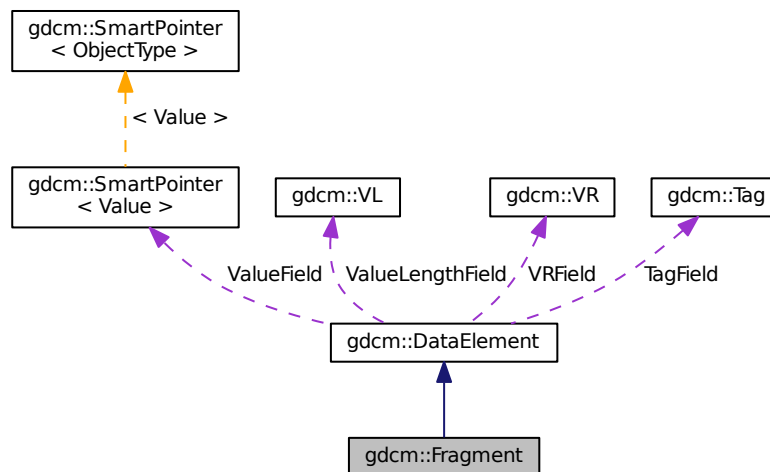 gdcm::SmartPointer
< ObjectType >
< Value >
gdcm::SmartPointer
< Value >
gdcm::VL
gdcm::VR
gdcm::Tag
ValueField
ValueLengthField
VRField
TagField
gdcm::DataElement
gdcm::Fragment